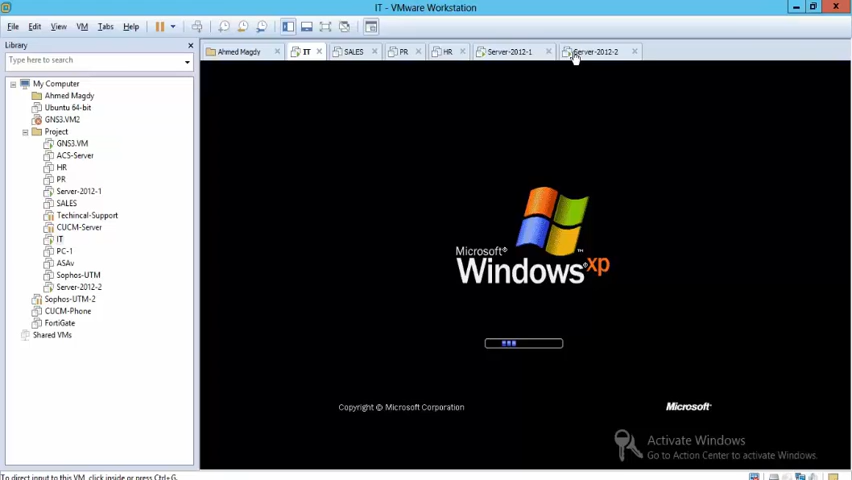 IT - VMware Workstation
File Edit View VM Tabs Help
Library
Type here to search
My Computer
Ahmed Magdy
Ubuntu 64-bit
GNS3.VM2
Project
GNS3.VM
ACS-Server
HR
PR
Server-2012-1
SALES
Techincal-Support
CUCM-Server
IT
PC-1
ASAv
Sophos-UTM
Server-2012-2
Sophos-UTM-2
CUCM-Phone
FortiGate
Shared VMs
Ahmed Magdy IT SALES PR HR Server-2012-1 Server-2012-2
Microsoft®
Windows xp
Copyright © Microsoft Corporation
Microsoft®
Activate Windows
Go to Action Center to activate Windows.
To direct input to this VM, click inside or press Ctrl+G.